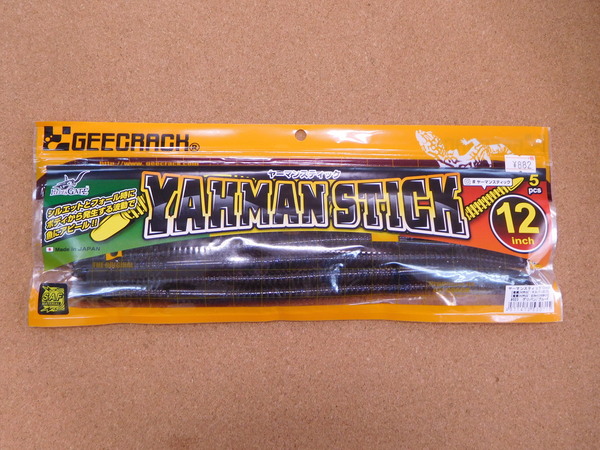 GEECRACK®
http://www.geecrack.com
ヤーマンスティック
¥882
YAHMAN STICK
シルエットとフォール時に
ボディから発生する波動で
魚にアピール!!
ヤーマンスティック
5
pcs
12
inch
Made in JAPAN
SAF
ヤーマンスティック